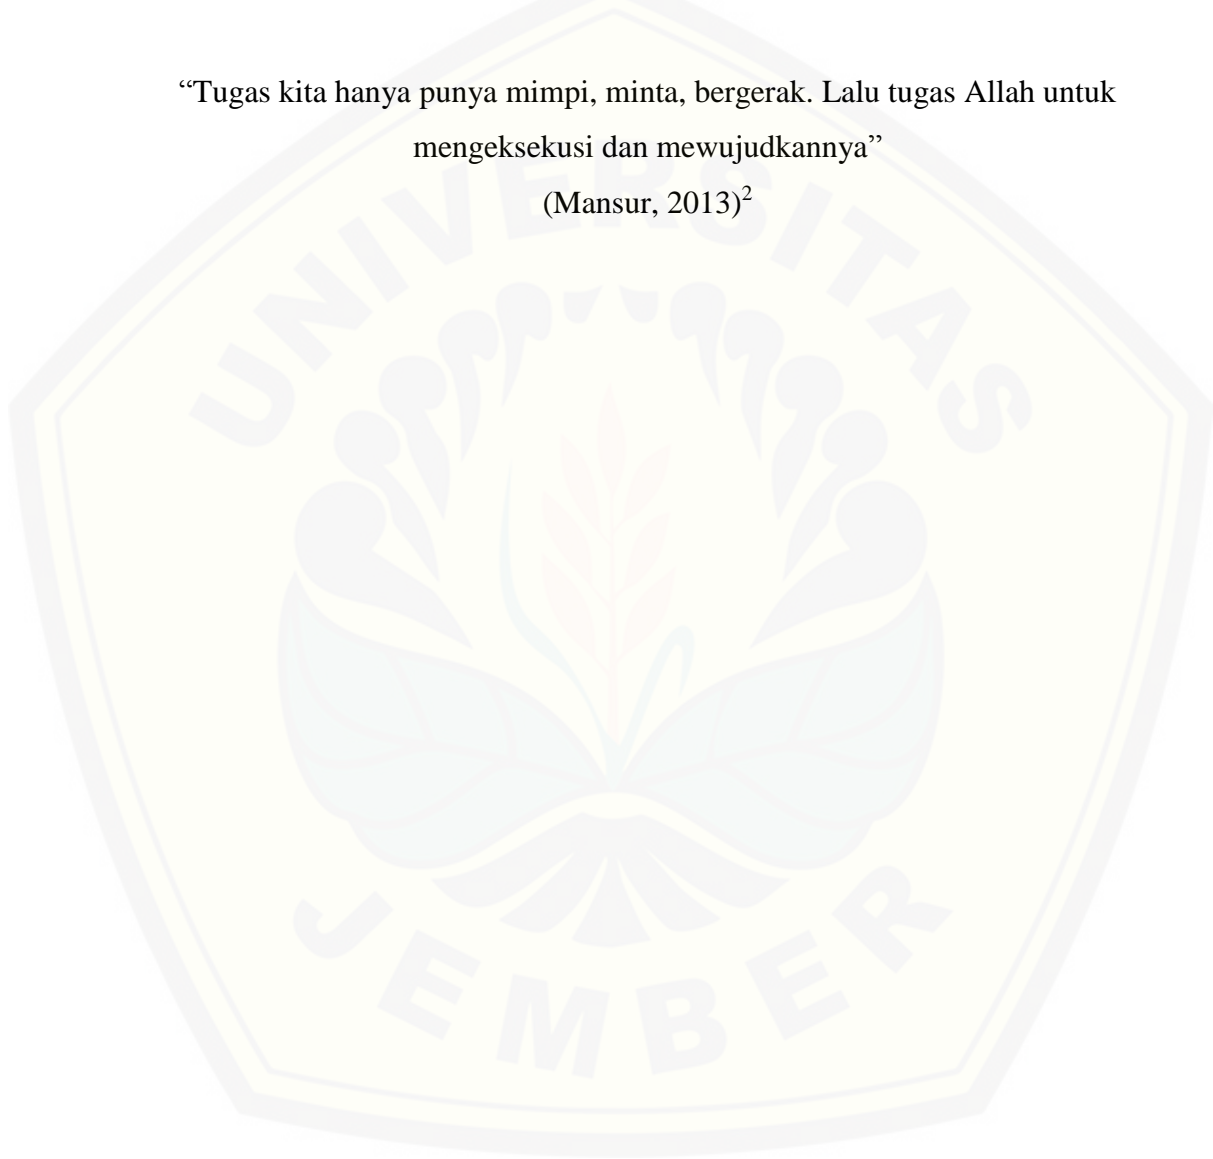 “Tugas kita hanya punya mimpi, minta, bergerak. Lalu tugas Allah untuk
mengeksekusi dan mewujudkannya”
(Mansur, 2013)²
UNIVERSITAS
JEMBER